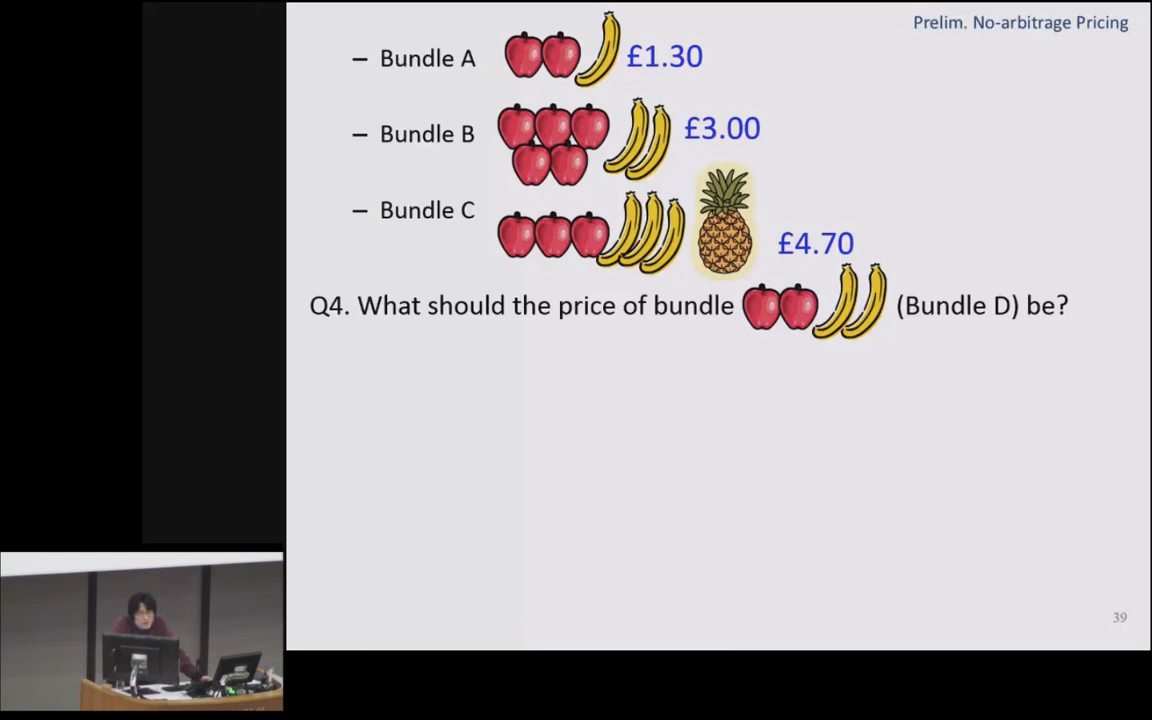 Prelim. No-arbitrage Pricing
– Bundle A £1.30
– Bundle B £3.00
– Bundle C £4.70
Q4. What should the price of bundle (Bundle D) be?
39